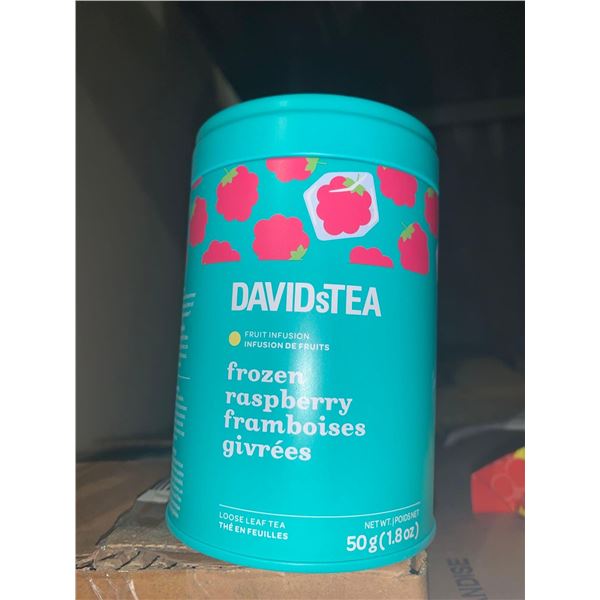 DAVIDsTEA
FRUIT INFUSION
INFUSION DE FRUITS
frozen
raspberry
framboises
givrées
LOOSE LEAF TEA
THÉ EN FEUILLES
NET WT. | POIDS NET
50 g (1.8 oz)